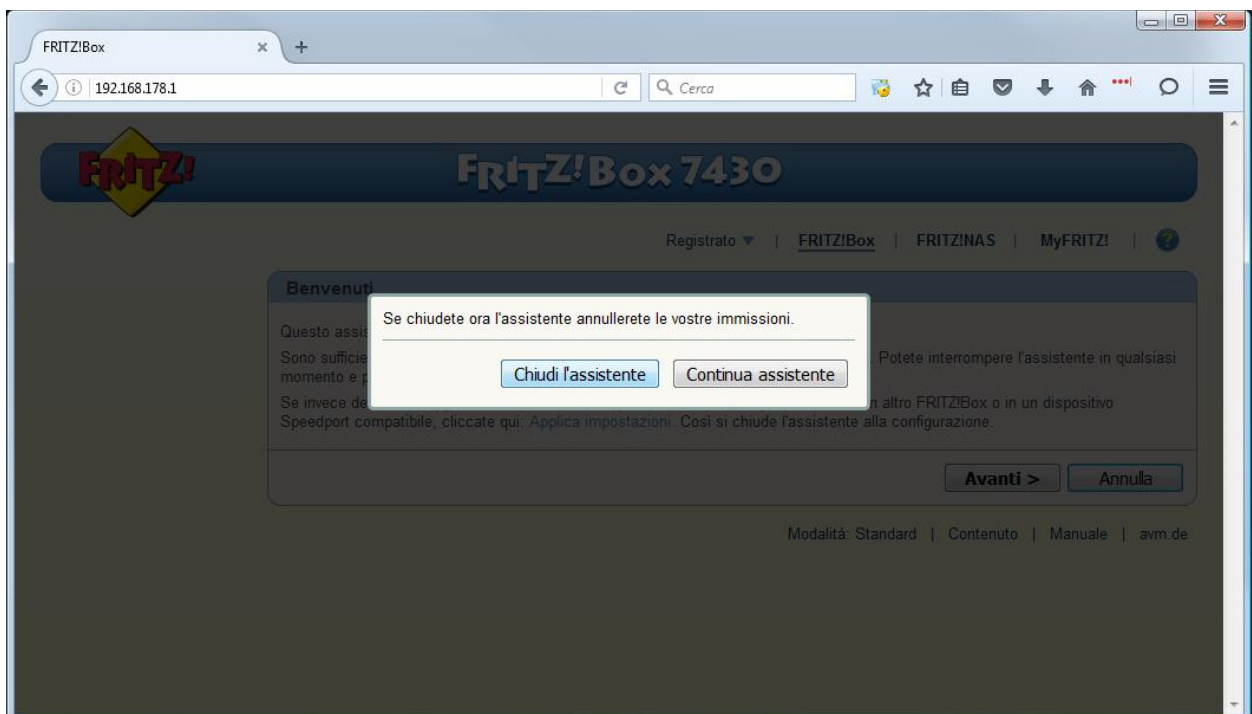 FRITZ!Box
192.168.178.1
Cerca
FRITZ!
FRITZ!Box 7430
Registrato | FRITZ!Box | FRITZ!NAS | MyFRITZ! | ?
Benvenuti
Questo assis
Sono sufficie . Potete interrompere l'assistente in qualsiasi
momento e p
Se invece de n altro FRITZ!Box o in un dispositivo
Speedport compatibile, cliccate qui: Applica impostazioni. Così si chiude l'assistente alla configurazione.
Se chiudete ora l'assistente annullerete le vostre immissioni.
Chiudi l'assistente Continua assistente
Avanti > Annulla
Modalità: Standard | Contenuto | Manuale | avm.de